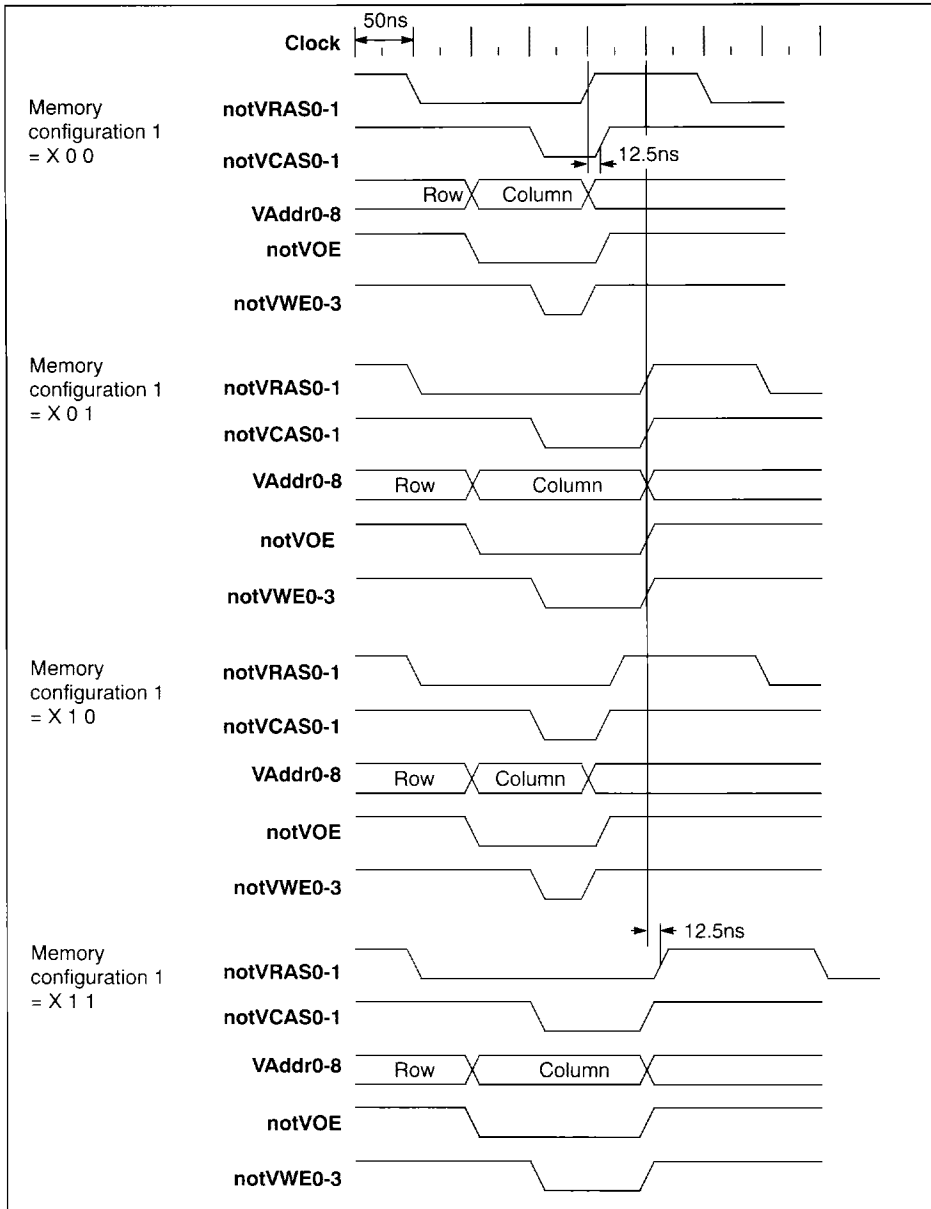 50ns
Clock
Memory
configuration 1
= X 0 0
notVRAS0-1
notVCAS0-1
12.5ns
Row Column
VAddr0-8
notVOE
notVWE0-3
Memory
configuration 1
= X 0 1
notVRAS0-1
notVCAS0-1
VAddr0-8 Row Column
notVOE
notVWE0-3
Memory
configuration 1
= X 1 0
notVRAS0-1
notVCAS0-1
VAddr0-8 Row Column
notVOE
notVWE0-3
12.5ns
Memory
configuration 1
= X 1 1
notVRAS0-1
notVCAS0-1
VAddr0-8 Row Column
notVOE
notVWE0-3